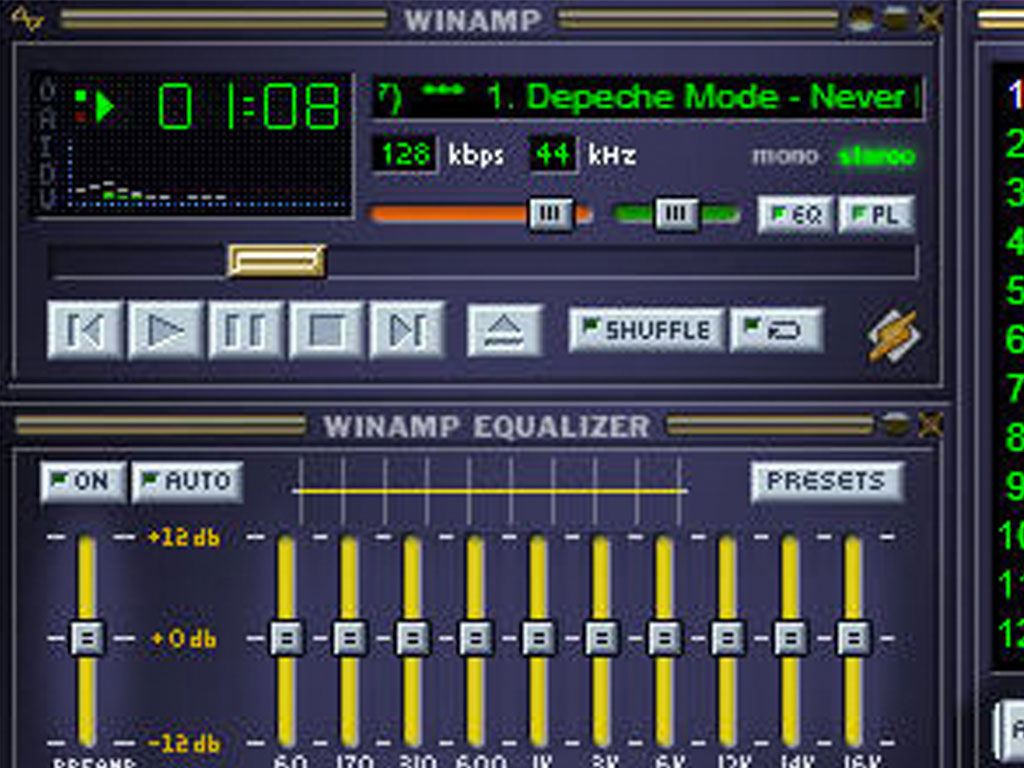 WINAMP
O A I D V
01:08
*** 1. Depeche Mode - Never
128 kbps 44 kHz mono stereo
EQ PL
SHUFFLE
WINAMP EQUALIZER
ON AUTO PRESETS
+12 db
+0 db
-12 db
PREAMP 60 170 310 600 1K 3K 6K 12K 14K 16K
1
2
3
4
5
6
7
8
9
10
11
12